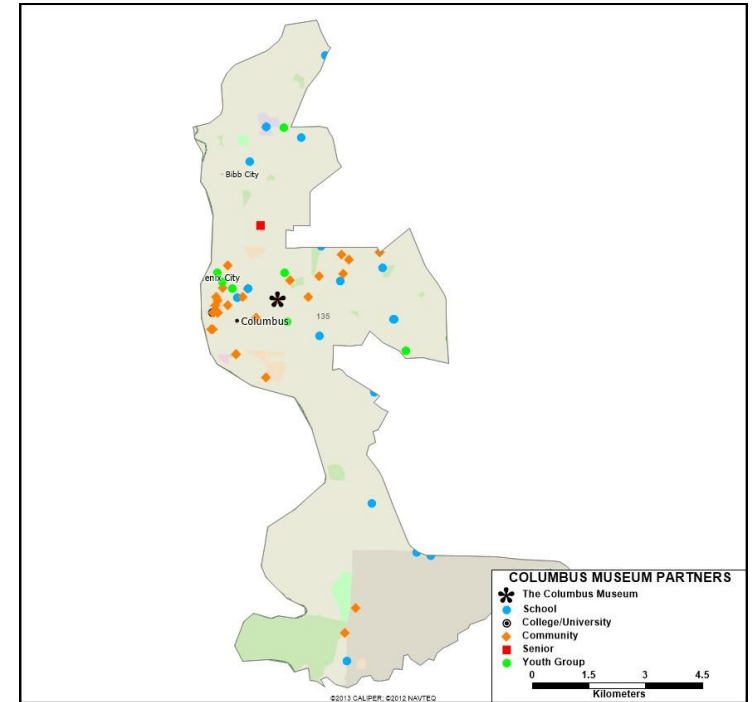 Bibb City
enix City
Columbus
135
COLUMBUS MUSEUM PARTNERS
The Columbus Museum
School
College/University
Community
Senior
Youth Group
0 1.5 3 4.5
Kilometers
©2013 CALIPER; ©2012 NAVTEQ